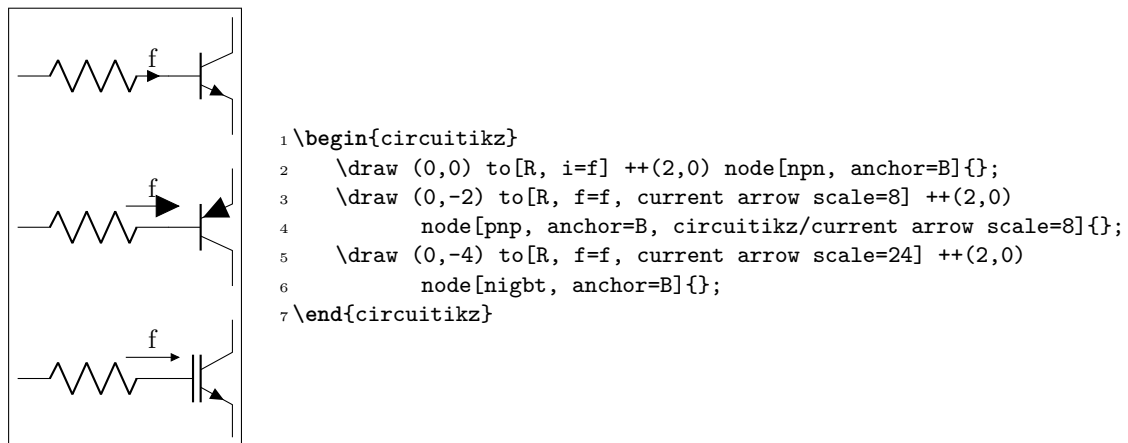 f
f
f
1 \begin{circuitikz}
2 \draw (0,0) to[R, i=f] ++(2,0) node[npn, anchor=B]{};
3 \draw (0,-2) to[R, f=f, current arrow scale=8] ++(2,0)
4 node[pnp, anchor=B, circuitikz/current arrow scale=8]{};
5 \draw (0,-4) to[R, f=f, current arrow scale=24] ++(2,0)
6 node[nigbt, anchor=B]{};
7 \end{circuitikz}